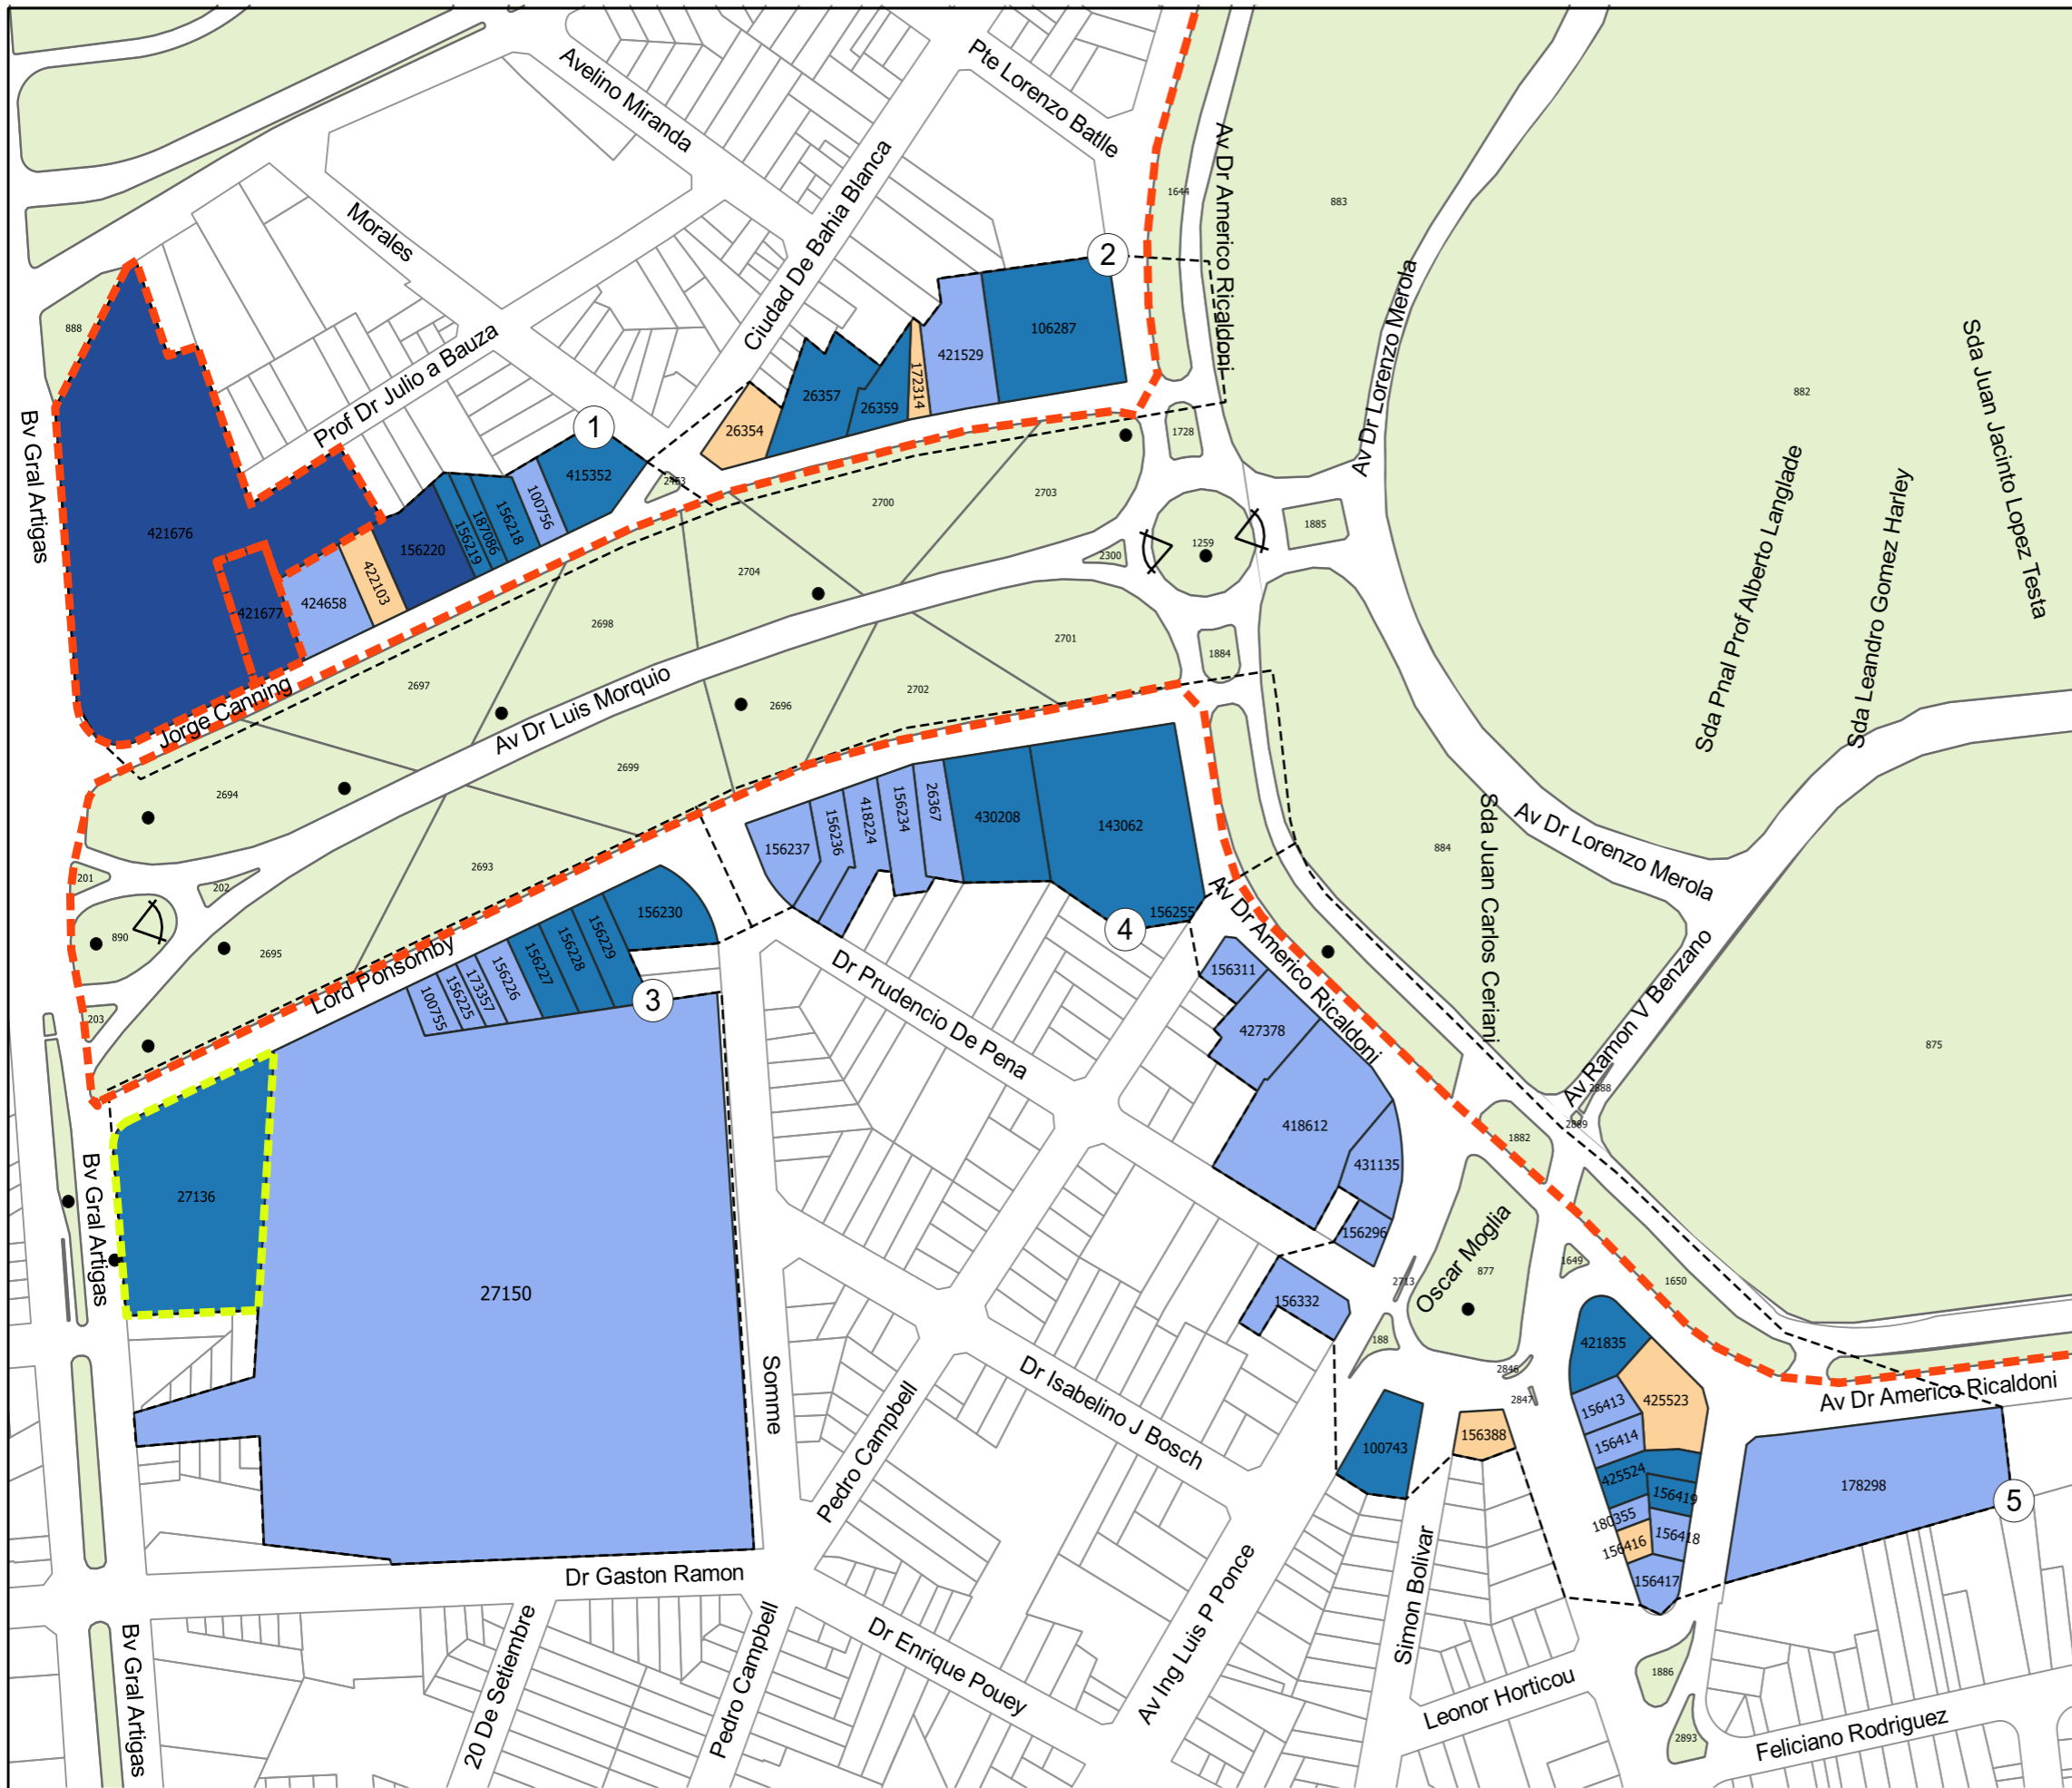 Avelino Miranda
Pte Lorenzo Batlle
Morales
Ciudad De Bahia Blanca
Av Dr Americo Ricaldoni
1644
883
888
2
106287
421529
172314
26357
26359
26354
Av Dr Lorenzo Merola
Sda Juan Jacinto Lopez Testa
882
Prof Dr Julio a Bauza
Bv Gral Artigas
1
415352
100756
156218
187086
156219
156220
422103
424658
421676
421677
2463
2700
2703
1728
1885
1259
2300
2704
2698
2701
1884
Sda Pnal Prof Alberto Langlade
Sda Leandro Gomez Harley
2697
2702
2696
Jorge Canning
Av Dr Luis Morquio
2694
2699
2693
201
202
890
2695
203
156237
156236
418224
156234
26367
430208
143062
156255
4
884
Sda Juan Carlos Ceriani
Av Dr Lorenzo Merola
Av Dr Americo Ricaldoni
Lord Ponsomby
156230
156229
156228
156227
156226
173357
156225
100755
3
Dr Prudencio De Pena
156311
427378
418612
431135
156296
156332
Av Ramon V Benzano
875
2888
2889
1882
Bv Gral Artigas
27136
27150
Somme
Oscar Moglia
877
2713
188
1649
1650
2846
2847
Dr Isabelino J Bosch
Pedro Campbell
421835
425523
156413
156414
425524
156419
180355
156418
156416
156417
Av Dr Americo Ricaldoni
178298
5
100743
156388
Dr Gaston Ramon
Bv Gral Artigas
20 De Setiembre
Pedro Campbell
Dr Enrique Pouey
Av Ing Luis P Ponce
Simon Bolivar
Leonor Horticou
1886
2893
Feliciano Rodriguez